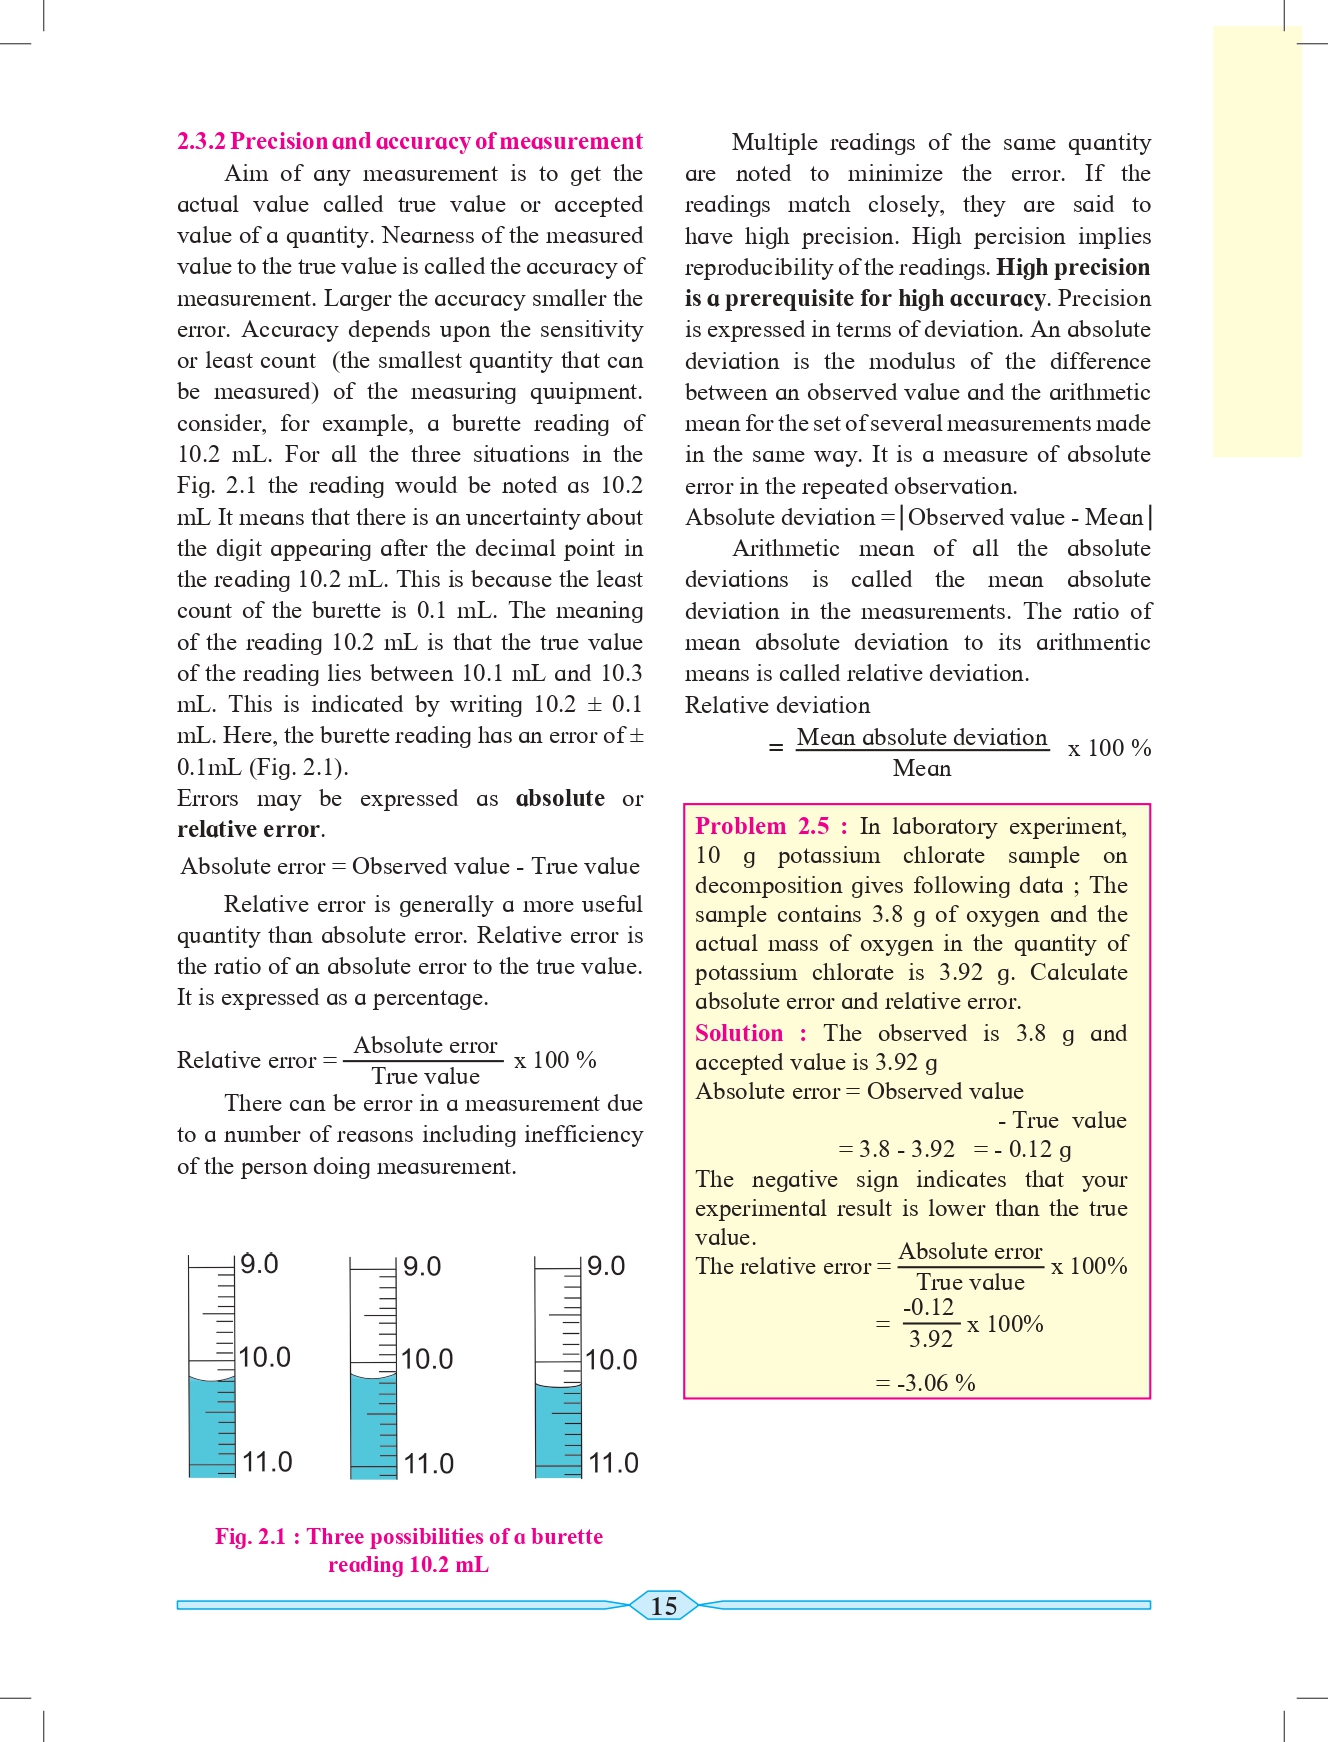 2.3.2 Precision and accuracy of measurement
Aim of any measurement is to get the
actual value called true value or accepted
value of a quantity. Nearness of the measured
value to the true value is called the accuracy of
measurement. Larger the accuracy smaller the
error. Accuracy depends upon the sensitivity
or least count (the smallest quantity that can
be measured) of the measuring quuipment.
consider, for example, a burette reading of
10.2 mL. For all the three situations in the
Fig. 2.1 the reading would be noted as 10.2
mL It means that there is an uncertainty about
the digit appearing after the decimal point in
the reading 10.2 mL. This is because the least
count of the burette is 0.1 mL. The meaning
of the reading 10.2 mL is that the true value
of the reading lies between 10.1 mL and 10.3
mL. This is indicated by writing 10.2 ± 0.1
mL. Here, the burette reading has an error of ±
0.1mL (Fig. 2.1).
Errors may be expressed as absolute or
relative error.
Absolute error = Observed value - True value
Relative error is generally a more useful
quantity than absolute error. Relative error is
the ratio of an absolute error to the true value.
It is expressed as a percentage.
Relative error = Absolute error / True value x 100 %
There can be error in a measurement due
to a number of reasons including inefficiency
of the person doing measurement.
9.0 9.0 9.0
10.0 10.0 10.0
11.0 11.0 11.0
Fig. 2.1 : Three possibilities of a burette
reading 10.2 mL
Multiple readings of the same quantity
are noted to minimize the error. If the
readings match closely, they are said to
have high precision. High percision implies
reproducibility of the readings. High precision
is a prerequisite for high accuracy. Precision
is expressed in terms of deviation. An absolute
deviation is the modulus of the difference
between an observed value and the arithmetic
mean for the set of several measurements made
in the same way. It is a measure of absolute
error in the repeated observation.
Absolute deviation = |Observed value - Mean|
Arithmetic mean of all the absolute
deviations is called the mean absolute
deviation in the measurements. The ratio of
mean absolute deviation to its arithmentic
means is called relative deviation.
Relative deviation
= Mean absolute deviation / Mean x 100 %
Problem 2.5 : In laboratory experiment,
10 g potassium chlorate sample on
decomposition gives following data ; The
sample contains 3.8 g of oxygen and the
actual mass of oxygen in the quantity of
potassium chlorate is 3.92 g. Calculate
absolute error and relative error.
Solution : The observed is 3.8 g and
accepted value is 3.92 g
Absolute error = Observed value
- True value
= 3.8 - 3.92 = - 0.12 g
The negative sign indicates that your
experimental result is lower than the true
value.
The relative error = Absolute error / True value x 100%
= -0.12 / 3.92 x 100%
= -3.06 %
15